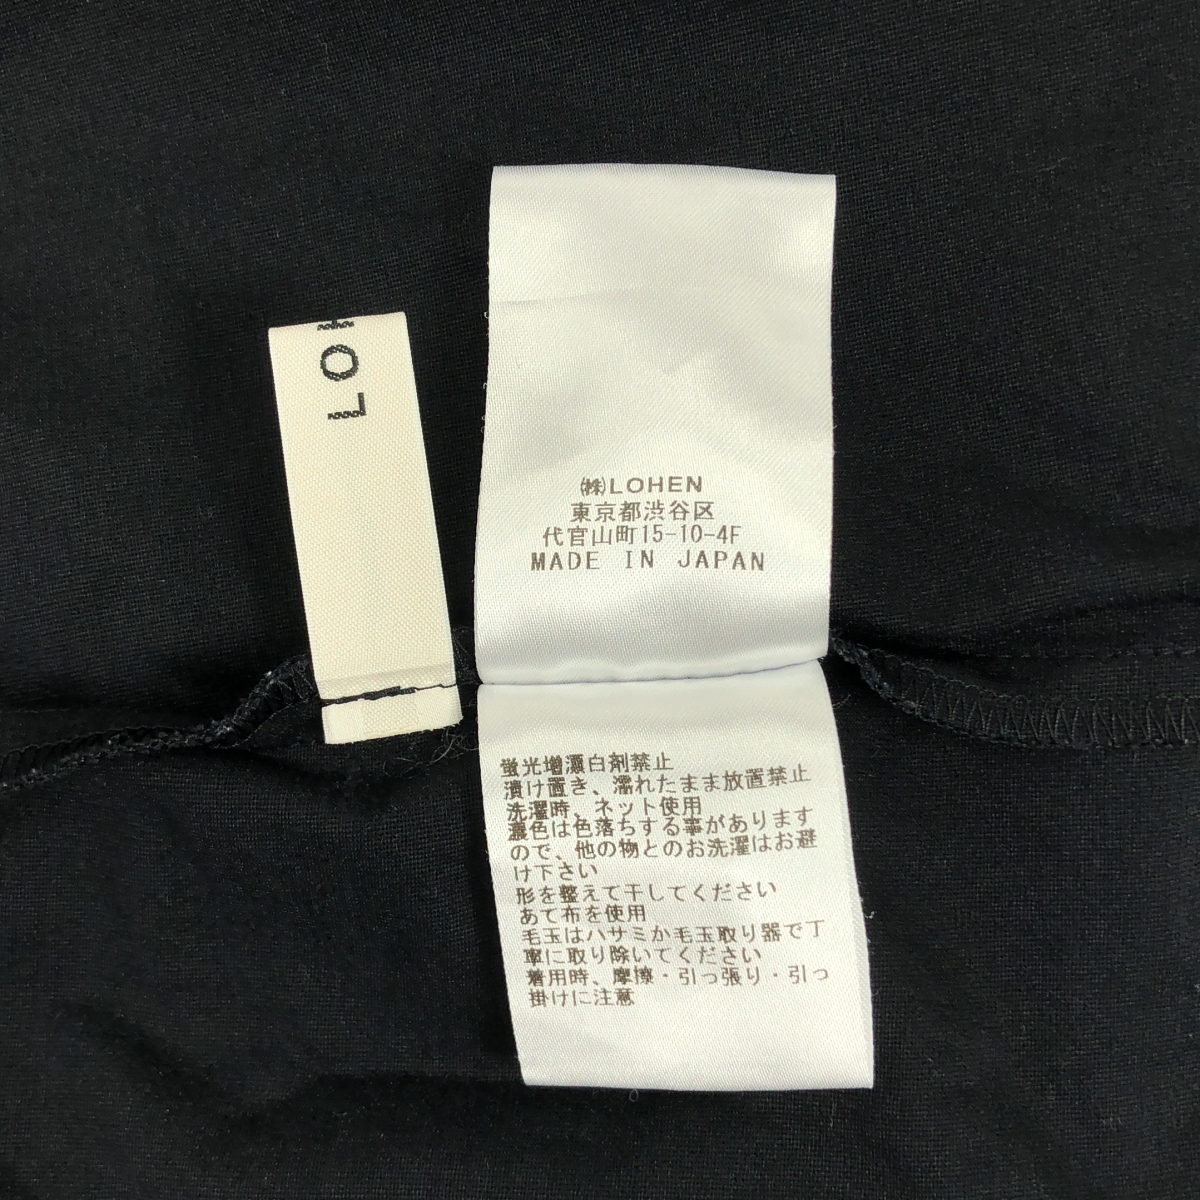 LOH
㈱LOHEN
東京都渋谷区
代官山町15-10-4F
MADE IN JAPAN
蛍光増漂白剤禁止
漬け置き、濡れたまま放置禁止
洗濯時、ネット使用
濃色は色落ちする事があります
ので、他の物とのお洗濯はお避
け下さい
形を整えて干してください
あて布を使用
毛玉はハサミか毛玉取り器で丁
寧に取り除いてください
着用時、摩擦・引っ張り・引っ
掛けに注意